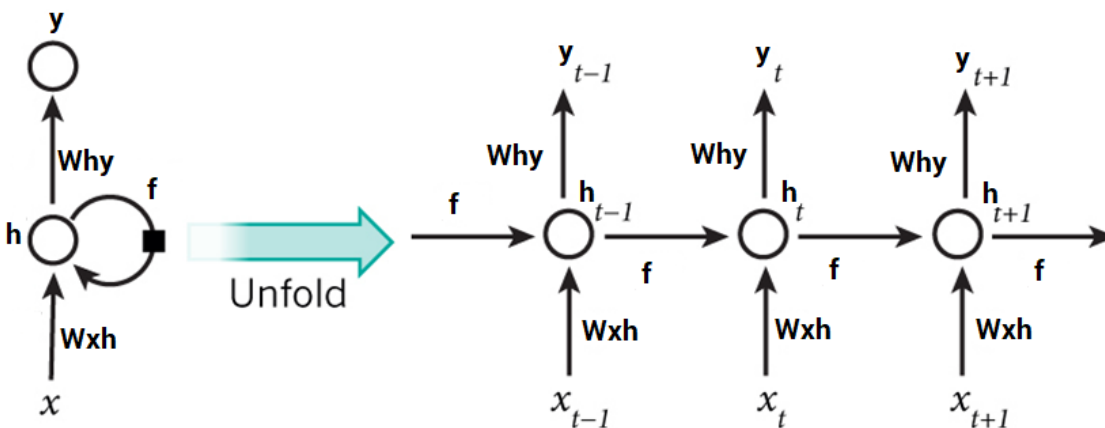 y
Why
f
h
Wxh
x
Unfold
y t-1
y t
y t+1
Why
Why
Why
f
h t-1
h t
h t+1
f
f
f
Wxh
Wxh
Wxh
x t-1
x t
x t+1